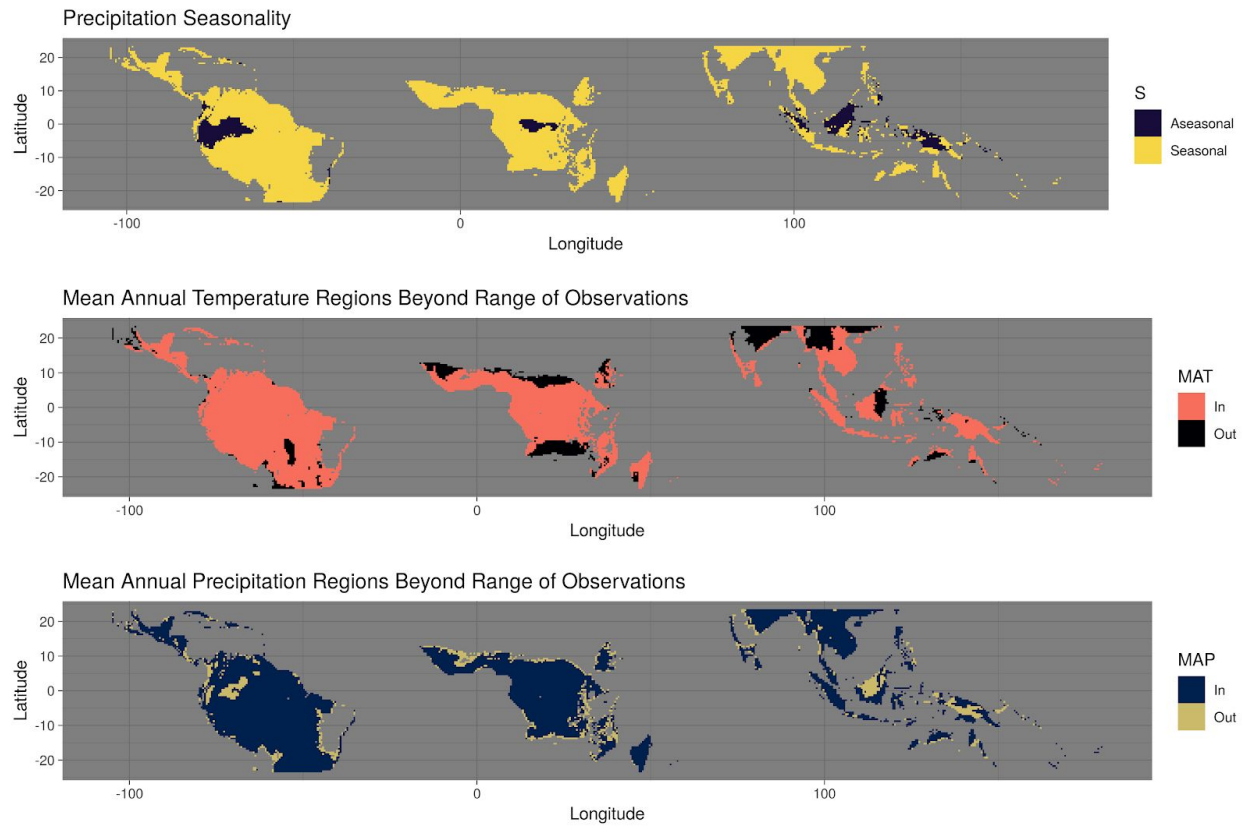 Precipitation Seasonality
20
10
0
-10
-20
Latitude
-100
0
100
Longitude
S
Aseasonal
Seasonal
Mean Annual Temperature Regions Beyond Range of Observations
20
10
0
-10
-20
Latitude
-100
0
100
Longitude
MAT
In
Out
Mean Annual Precipitation Regions Beyond Range of Observations
20
10
0
-10
-20
Latitude
-100
0
100
Longitude
MAP
In
Out